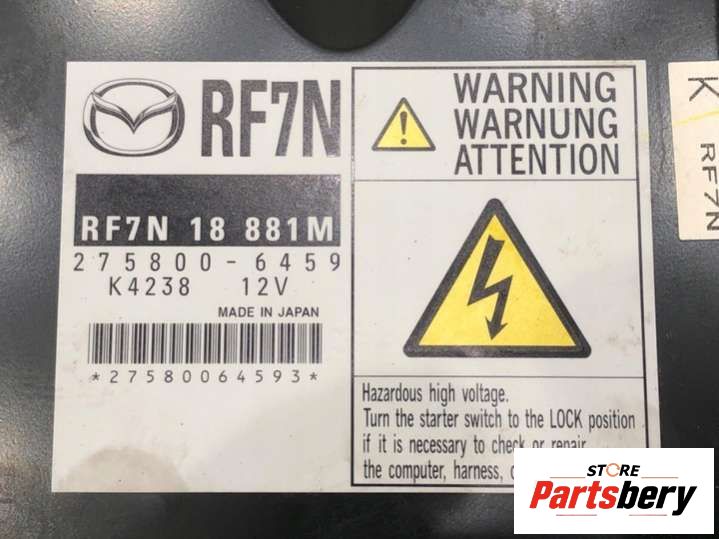 RF7N
RF7N 18 881M
275800-6459
K4238 12V
MADE IN JAPAN
*27580064593*
WARNING
WARNUNG
ATTENTION
Hazardous high voltage.
Turn the starter switch to the LOCK position
if it is necessary to check or repair
the computer, harness,
K
RF7N
STORE
Partsbery